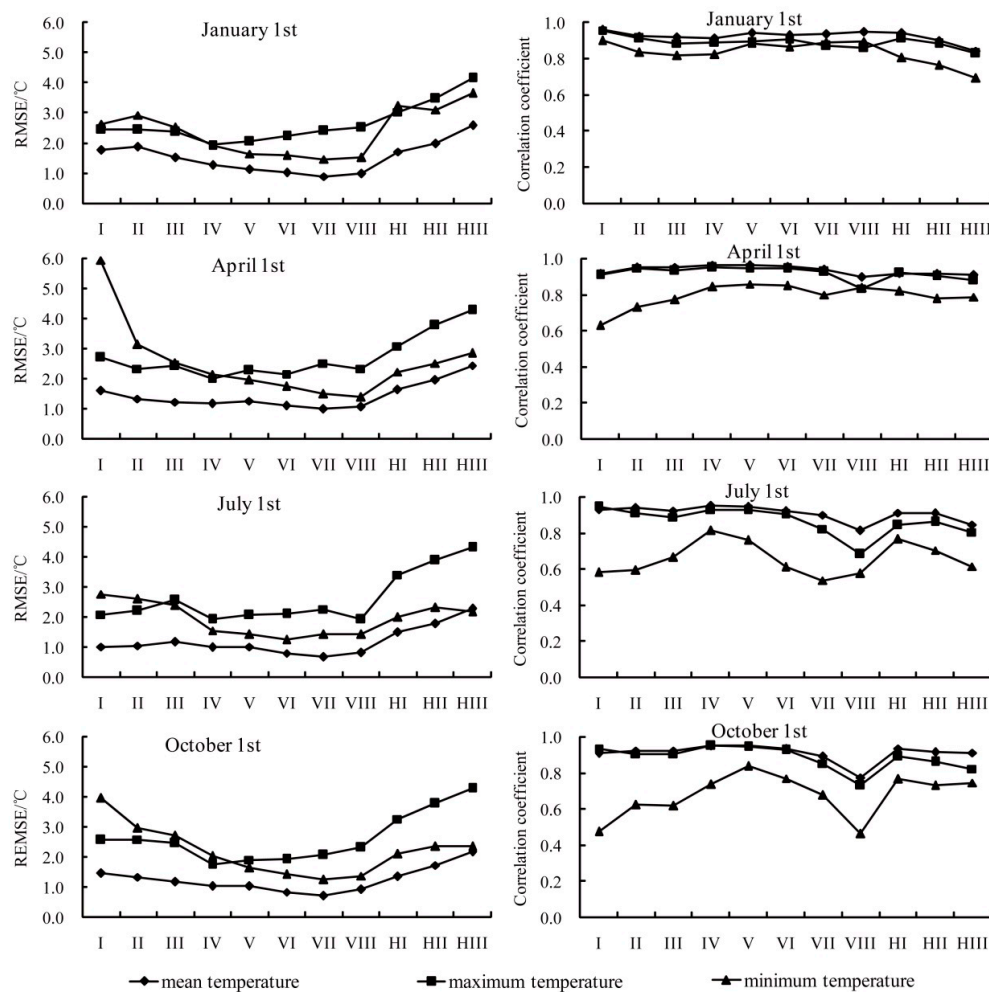 January 1st
RMSE/℃
6.0
5.0
4.0
3.0
2.0
1.0
0.0
I II III IV V VI VII VIII HI HII HIII
January 1st
Correlation coefficient
1.0
0.8
0.6
0.4
0.2
0.0
I II III IV V VI VII VIII HI HII HIII
April 1st
RMSE/℃
6.0
5.0
4.0
3.0
2.0
1.0
0.0
I II III IV V VI VII VIII HI HII HIII
April 1st
Correlation coefficient
1.0
0.8
0.6
0.4
0.2
0.0
I II III IV V VI VII VIII HI HII HIII
July 1st
RMSE/℃
6.0
5.0
4.0
3.0
2.0
1.0
0.0
I II III IV V VI VII VIII HI HII HIII
July 1st
Correlation coefficient
1.0
0.8
0.6
0.4
0.2
0.0
I II III IV V VI VII VIII HI HII HIII
October 1st
REMSE/℃
6.0
5.0
4.0
3.0
2.0
1.0
0.0
I II III IV V VI VII VIII HI HII HIII
October 1st
Correlation coefficient
1.0
0.8
0.6
0.4
0.2
0.0
I II III IV V VI VII VIII HI HII HIII
mean temperature maximum temperature minimum temperature